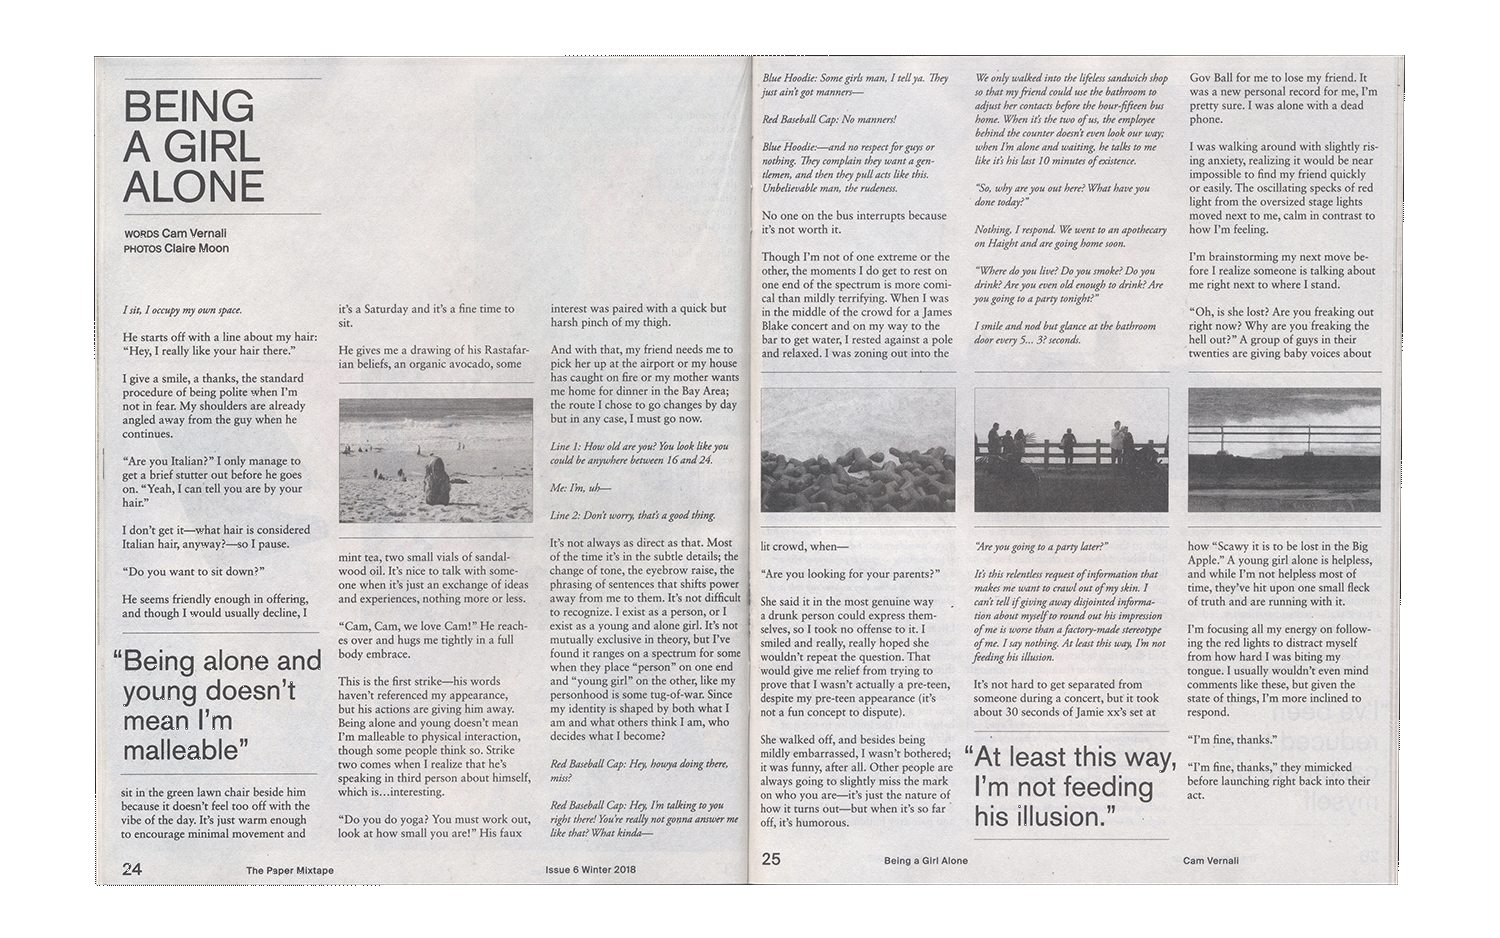 BEING
A GIRL
ALONE
WORDS Cam Vernali
PHOTOS Claire Moon
I sit, I occupy my own space.
He starts off with a line about my hair:
“Hey, I really like your hair there.”
I give a smile, a thanks, the standard
procedure of being polite when I’m
not in fear. My shoulders are already
angled away from the guy when he
continues.
“Are you Italian?” I only manage to
get a brief stutter out before he goes
on. “Yeah, I can tell you are by your
hair.”
I don’t get it—what hair is considered
Italian hair, anyway?—so I pause.
“Do you want to sit down?”
He seems friendly enough in offering,
and though I would usually decline, I
“Being alone and
young doesn’t
mean I’m
malleable”
sit in the green lawn chair beside him
because it doesn’t feel too off with the
vibe of the day. It’s just warm enough
to encourage minimal movement and
it’s a Saturday and it’s a fine time to
sit.
He gives me a drawing of his Rastafar-
ian beliefs, an organic avocado, some
mint tea, two small vials of sandal-
wood oil. It’s nice to talk with some-
one when it’s just an exchange of ideas
and experiences, nothing more or less.
“Cam, Cam, we love Cam!” He reach-
es over and hugs me tightly in a full
body embrace.
This is the first strike—his words
haven’t referenced my appearance,
but his actions are giving him away.
Being alone and young doesn’t mean
I’m malleable to physical interaction,
though some people think so. Strike
two comes when I realize that he’s
speaking in third person about himself,
which is…interesting.
“Do you do yoga? You must work out,
look at how small you are!” His faux
interest was paired with a quick but
harsh pinch of my thigh.
And with that, my friend needs me to
pick her up at the airport or my house
has caught on fire or my mother wants
me home for dinner in the Bay Area;
the route I chose to go changes by day
but in any case, I must go now.
Line 1: How old are you? You look like you
could be anywhere between 16 and 24.
Me: I’m, uh—
Line 2: Don’t worry, that’s a good thing.
It’s not always as direct as that. Most
of the time it’s in the subtle details; the
change of tone, the eyebrow raise, the
phrasing of sentences that shifts power
away from me to them. It’s not difficult
to recognize. I exist as a person, or I
exist as a young and alone girl. It’s not
mutually exclusive in theory, but I’ve
found it ranges on a spectrum for some
when they place “person” on one end
and “young girl” on the other, like my
personhood is some tug-of-war. Since
my identity is shaped by both what I
am and what others think I am, who
decides what I become?
Red Baseball Cap: Hey, howya doing there,
miss?
Red Baseball Cap: Hey, I’m talking to you
right there! You’re really not gonna answer me
like that? What kinda—
24
The Paper Mixtape
Issue 6 Winter 2018
Blue Hoodie: Some girls man, I tell ya. They
just ain’t got manners—
Red Baseball Cap: No manners!
Blue Hoodie:—and no respect for guys or
nothing. They complain they want a gen-
tlemen, and then they pull acts like this.
Unbelievable man, the rudeness.
No one on the bus interrupts because
it’s not worth it.
Though I’m not of one extreme or the
other, the moments I do get to rest on
one end of the spectrum is more comi-
cal than mildly terrifying. When I was
in the middle of the crowd for a James
Blake concert and on my way to the
bar to get water, I rested against a pole
and relaxed. I was zoning out into the
lit crowd, when—
“Are you looking for your parents?”
She said it in the most genuine way
a drunk person could express them-
selves, so I took no offense to it. I
smiled and really, really hoped she
wouldn’t repeat the question. That
would give me relief from trying to
prove that I wasn’t actually a pre-teen,
despite my pre-teen appearance (it’s
not a fun concept to dispute).
She walked off, and besides being
mildly embarrassed, I wasn’t bothered;
it was funny, after all. Other people are
always going to slightly miss the mark
on who you are—it’s just the nature of
how it turns out—but when it’s so far
off, it’s humorous.
We only walked into the lifeless sandwich shop
so that my friend could use the bathroom to
adjust her contacts before the hour-fifteen bus
home. When it’s the two of us, the employee
behind the counter doesn’t even look our way;
when I’m alone and waiting, he talks to me
like it’s his last 10 minutes of existence.
“So, why are you out here? What have you
done today?”
Nothing, I respond. We went to an apothecary
on Haight and are going home soon.
“Where do you live? Do you smoke? Do you
drink? Are you even old enough to drink? Are
you going to a party tonight?”
I smile and nod but glance at the bathroom
door every 5... 3? seconds.
“Are you going to a party later?”
It’s this relentless request of information that
makes me want to crawl out of my skin. I
can’t tell if giving away disjointed informa-
tion about myself to round out his impression
of me is worse than a factory-made stereotype
of me. I say nothing. At least this way, I’m not
feeding his illusion.
It’s not hard to get separated from
someone during a concert, but it took
about 30 seconds of Jamie xx’s set at
“At least this way,
I’m not feeding
his illusion.”
Gov Ball for me to lose my friend. It
was a new personal record for me, I’m
pretty sure. I was alone with a dead
phone.
I was walking around with slightly ris-
ing anxiety, realizing it would be near
impossible to find my friend quickly
or easily. The oscillating specks of red
light from the oversized stage lights
moved next to me, calm in contrast to
how I’m feeling.
I’m brainstorming my next move be-
fore I realize someone is talking about
me right next to where I stand.
“Oh, is she lost? Are you freaking out
right now? Why are you freaking the
hell out?” A group of guys in their
twenties are giving baby voices about
how “Scawy it is to be lost in the Big
Apple.” A young girl alone is helpless,
and while I’m not helpless most of
time, they’ve hit upon one small fleck
of truth and are running with it.
I’m focusing all my energy on follow-
ing the red lights to distract myself
from how hard I was biting my
tongue. I usually wouldn’t even mind
comments like these, but given the
state of things, I’m more inclined to
respond.
“I’m fine, thanks.”
“I’m fine, thanks,” they mimicked
before launching right back into their
act.
25
Being a Girl Alone
Cam Vernali